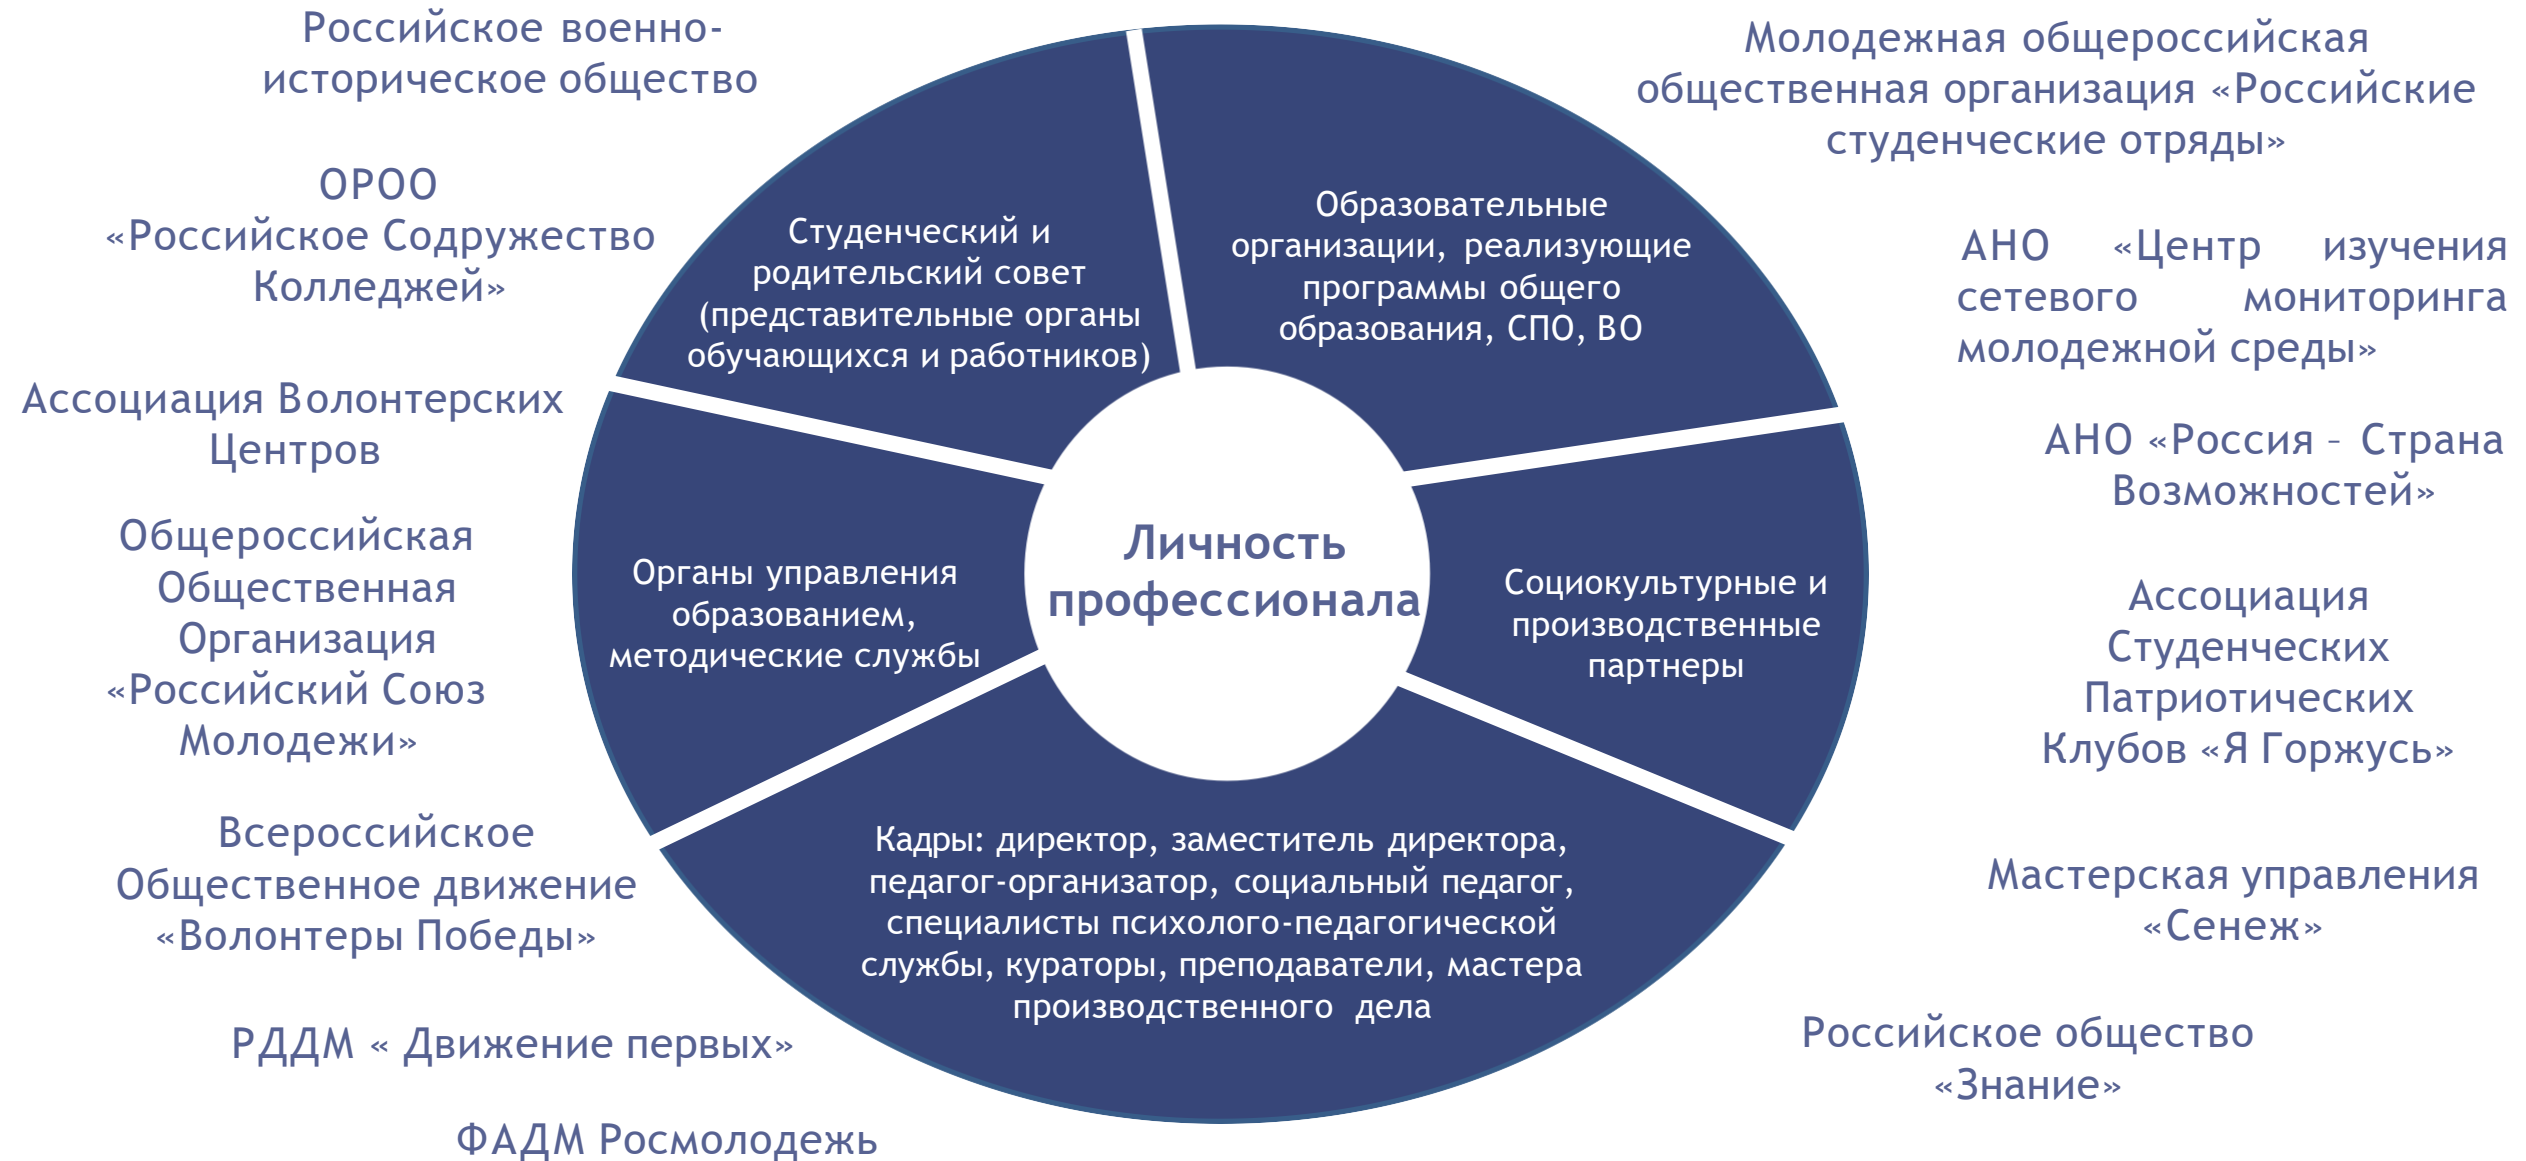 Российское военно-
историческое общество
ОРОО
«Российское Содружество
Колледжей»
Ассоциация Волонтерских
Центров
Общероссийская
Общественная
Организация
«Российский Союз
Молодежи»
Всероссийское
Общественное движение
«Волонтеры Победы»
РДДМ « Движение первых»
ФАДМ Росмолодежь
Студенческий и
родительский совет
(представительные органы
обучающихся и работников)
Образовательные
организации, реализующие
программы общего
образования, СПО, ВО
Органы управления
образованием,
методические службы
Личность
профессионала
Социокультурные и
производственные
партнеры
Кадры: директор, заместитель директора,
педагог-организатор, социальный педагог,
специалисты психолого-педагогической
службы, кураторы, преподаватели, мастера
производственного дела
Молодежная общероссийская
общественная организация «Российские
студенческие отряды»
АНО «Центр изучения
сетевого мониторинга
молодежной среды»
АНО «Россия – Страна
Возможностей»
Ассоциация
Студенческих
Патриотических
Клубов «Я Горжусь»
Мастерская управления
«Сенеж»
Российское общество
«Знание»